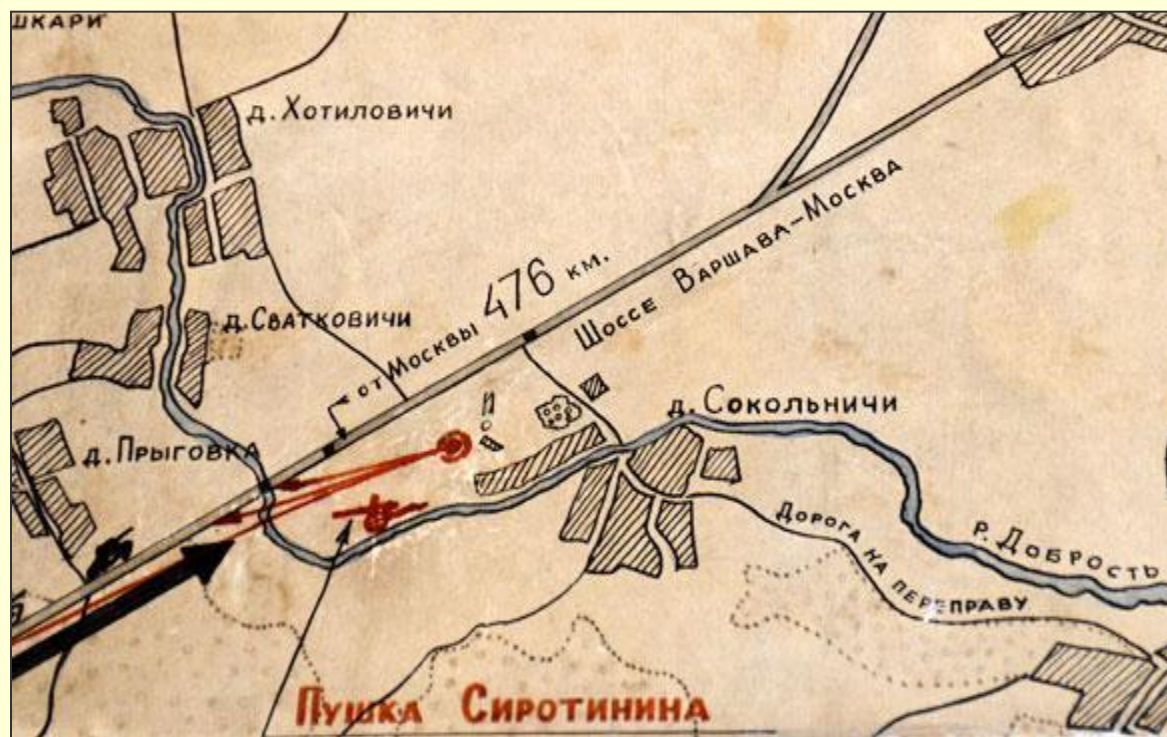 ШКАРИ
д. Хотиловичи
д. Сватковичи
от Москвы 476 км.
Шоссе Варшава-Москва
д. Прыговка
д. Сокольничи
Дорога на переправу
р. Добрость
Пушка Сиротинина